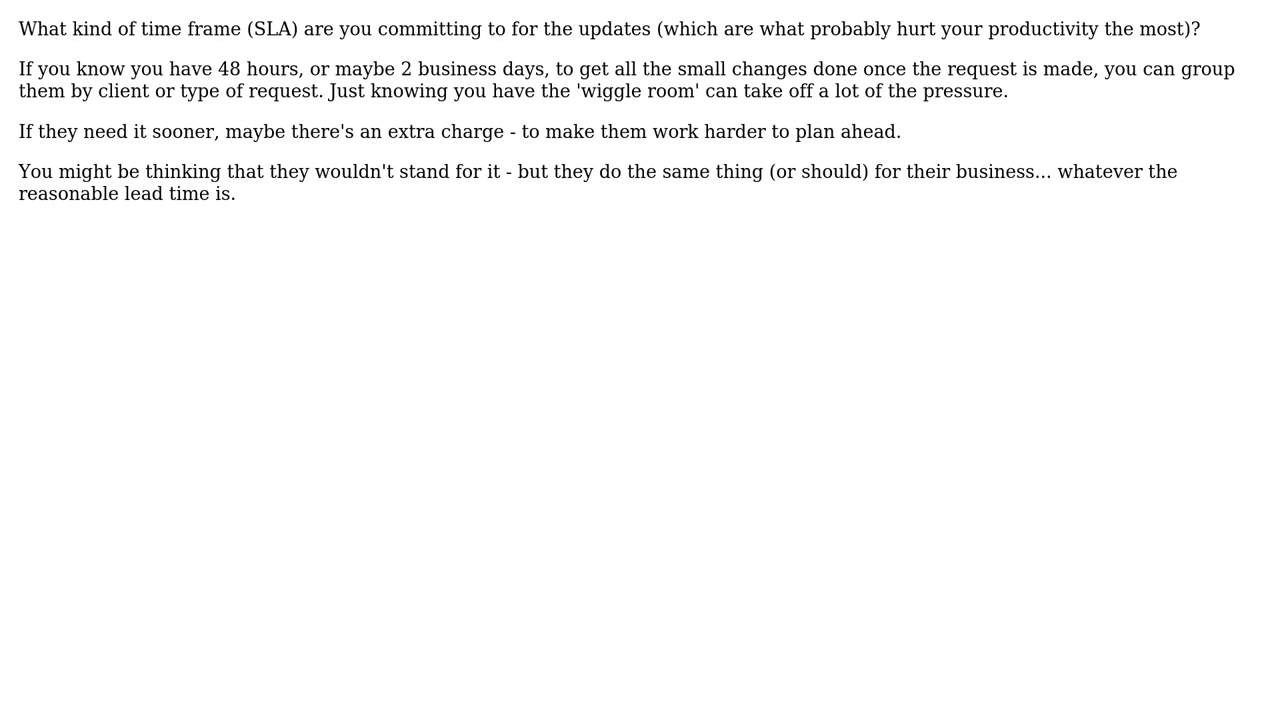 What kind of time frame (SLA) are you committing to for the updates (which are what probably hurt your productivity the most)?
If you know you have 48 hours, or maybe 2 business days, to get all the small changes done once the request is made, you can group
them by client or type of request. Just knowing you have the 'wiggle room' can take off a lot of the pressure.
If they need it sooner, maybe there's an extra charge - to make them work harder to plan ahead.
You might be thinking that they wouldn't stand for it - but they do the same thing (or should) for their business... whatever the
reasonable lead time is.